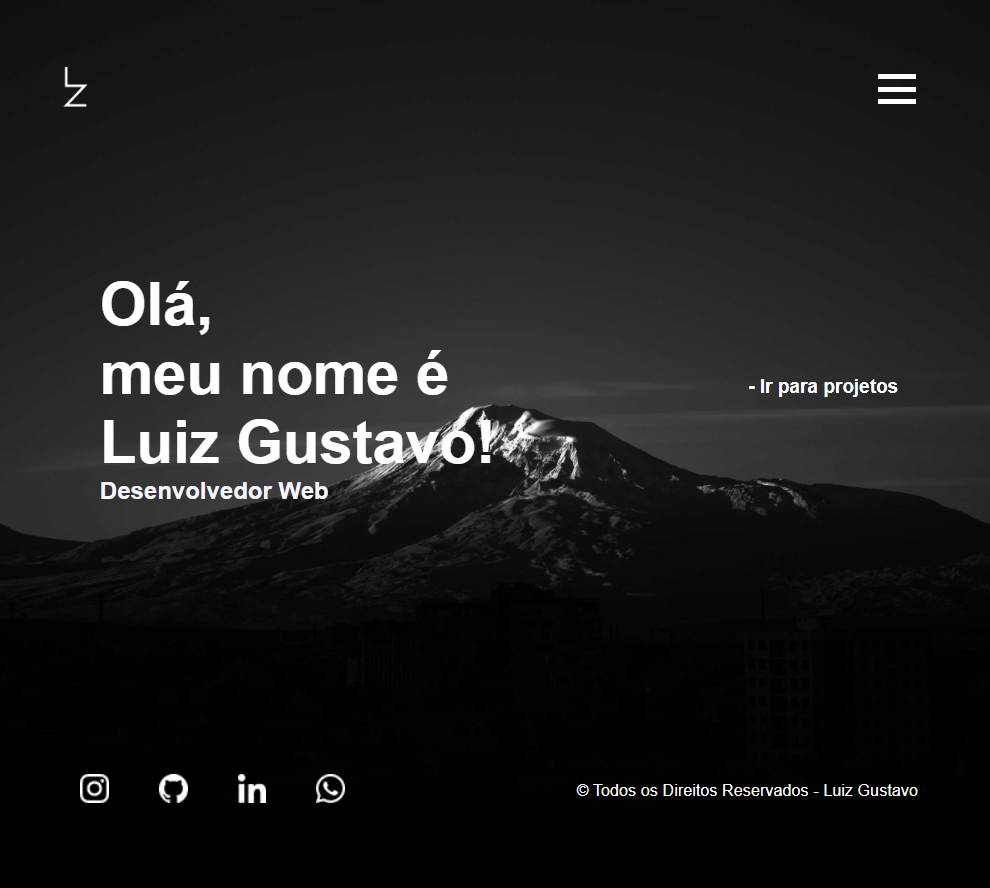 LZ
Olá,
meu nome é
Luiz Gustavo!
Desenvolvedor Web
- Ir para projetos
© Todos os Direitos Reservados - Luiz Gustavo